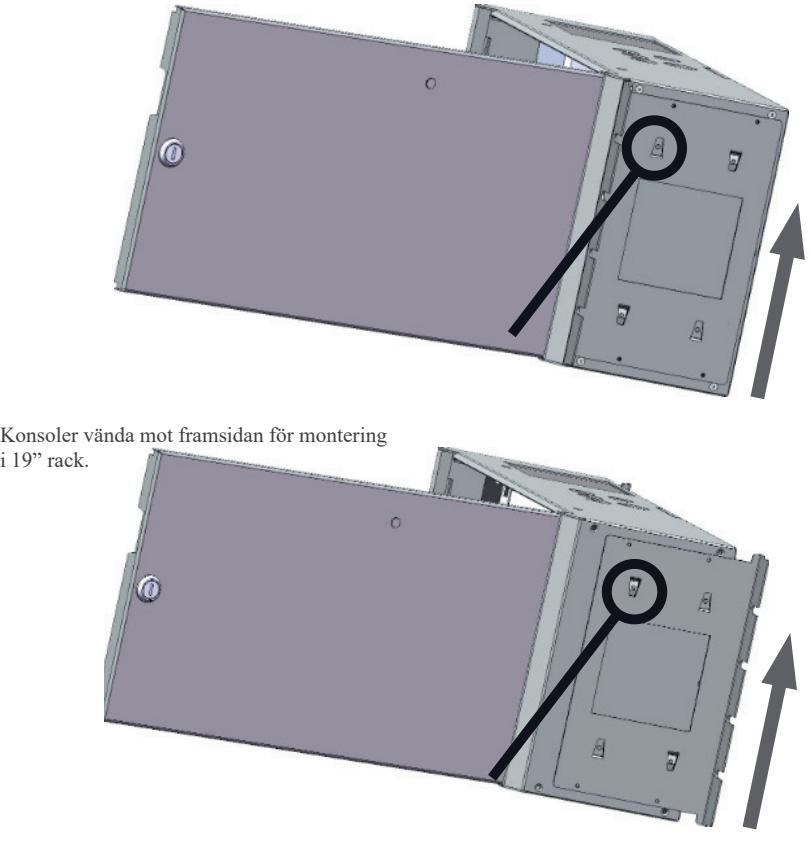 Konsoler vända mot framsidan för montering
i 19” rack.